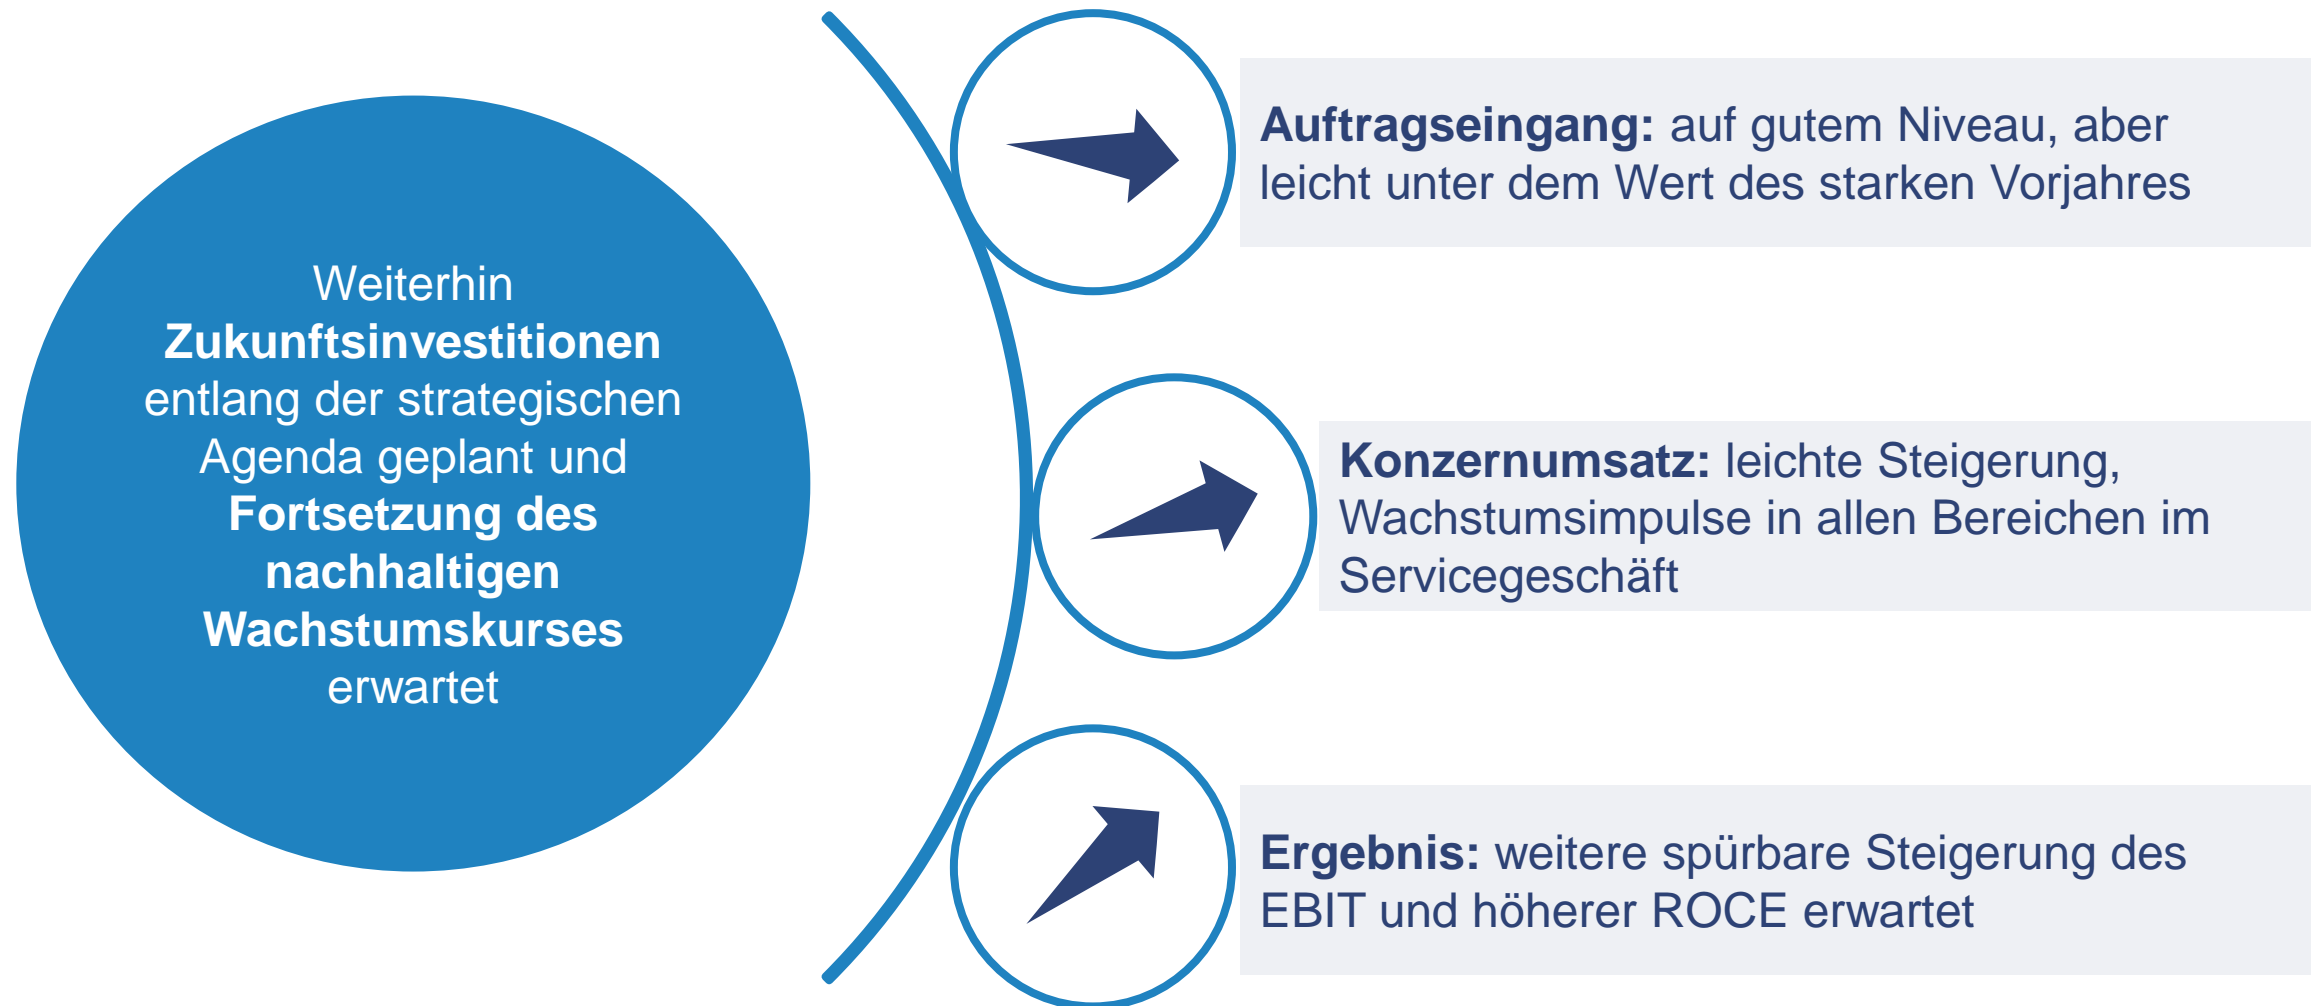 Weiterhin
Zukunftsinvestitionen
entlang der strategischen
Agenda geplant und
Fortsetzung des
nachhaltigen
Wachstumskurses
erwartet
Auftragseingang: auf gutem Niveau, aber
leicht unter dem Wert des starken Vorjahres
Konzernumsatz: leichte Steigerung,
Wachstumsimpulse in allen Bereichen im
Servicegeschäft
Ergebnis: weitere spürbare Steigerung des
EBIT und höherer ROCE erwartet